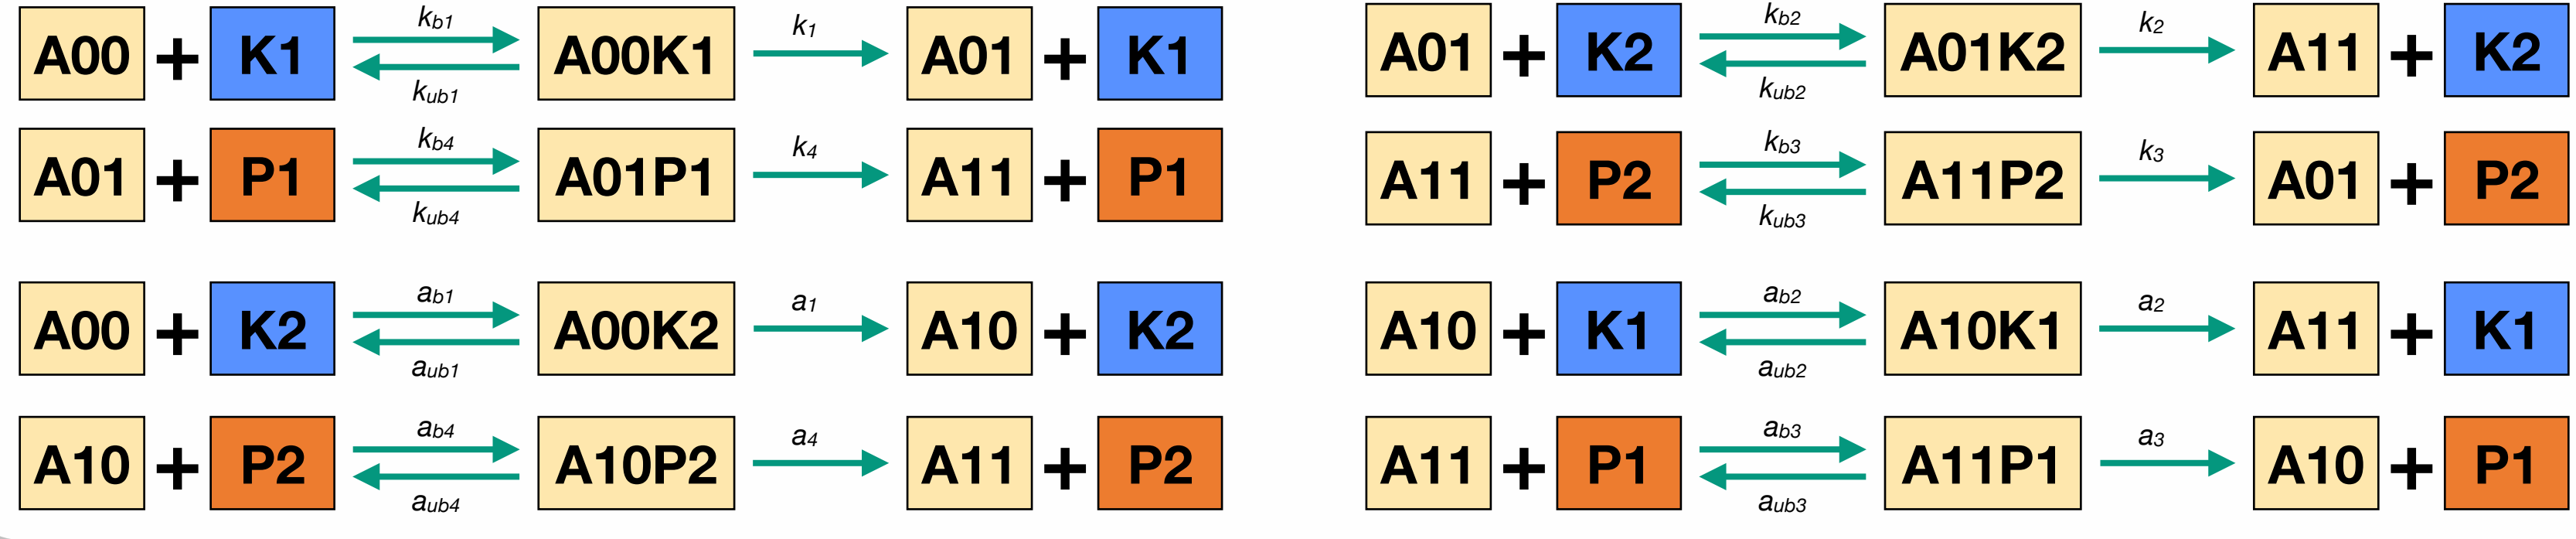 kb1 k1 kb2 k2
A00 + K1 A00K1 A01 + K1 A01 + K2 A01K2 A11 + K2
kub1 kub2
kb4 k4 kb3 k3
A01 + P1 A01P1 A11 + P1 A11 + P2 A11P2 A01 + P2
kub4 kub3
ab1 a1 ab2 a2
A00 + K2 A00K2 A10 + K2 A10 + K1 A10K1 A11 + K1
aub1 aub2
ab4 a4 ab3 a3
A10 + P2 A10P2 A11 + P2 A11 + P1 A11P1 A10 + P1
aub4 aub3